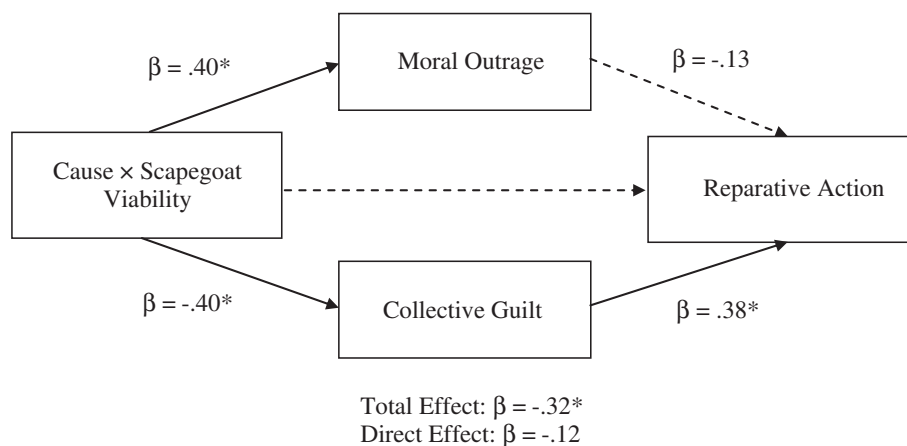 Moral Outrage
β = .40*
β = -.13
Cause × Scapegoat
Viability
Reparative Action
β = -.40*
Collective Guilt
β = .38*
Total Effect: β = -.32*
Direct Effect: β = -.12